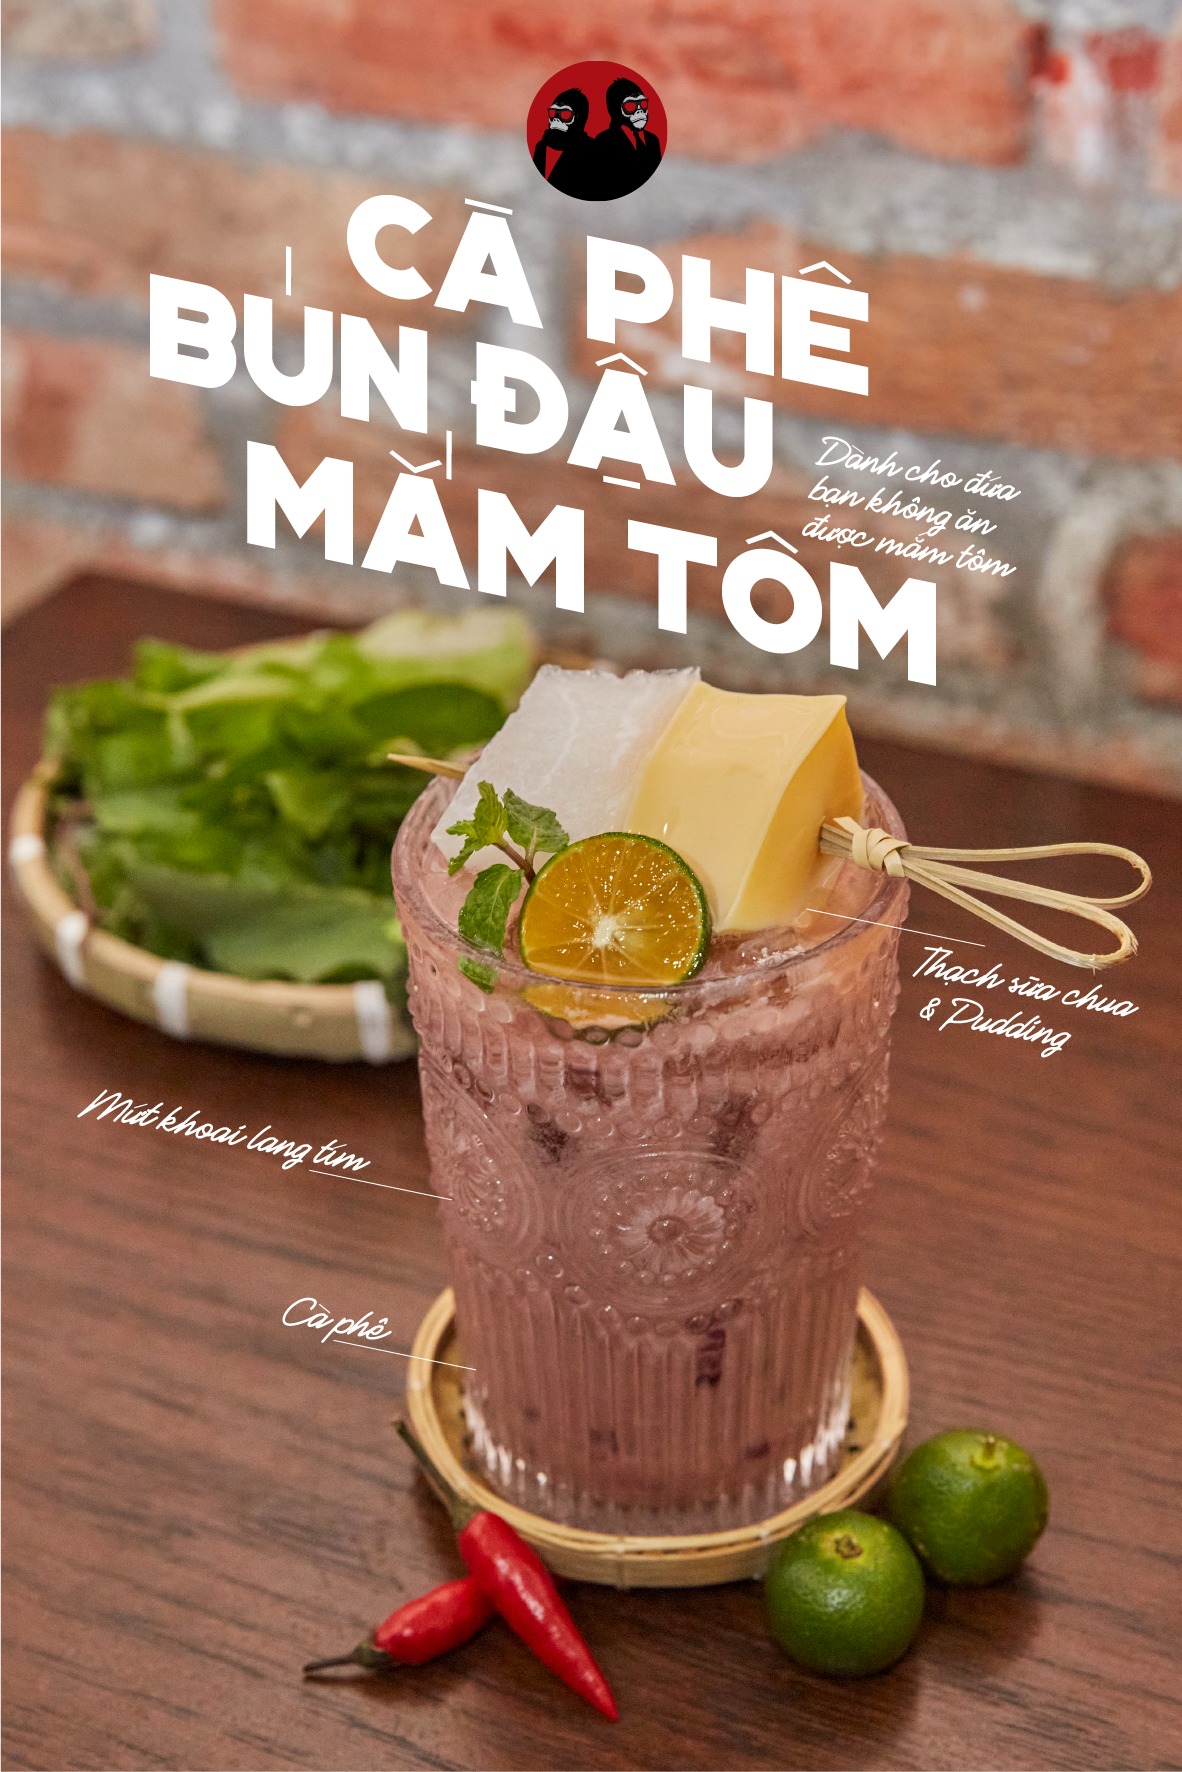 CÀ PHÊ
BÚN ĐẬU
MẮM TÔM
Dành cho đứa
bạn không ăn
được mắm tôm
Thạch sữa chua
& Pudding
Mứt khoai lang tím
Cà phê